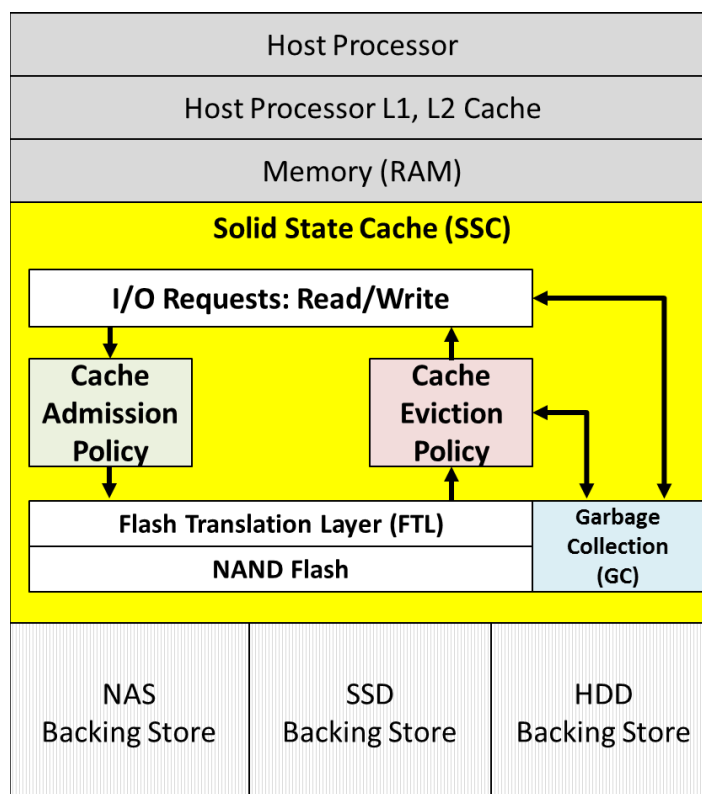 Host Processor
Host Processor L1, L2 Cache
Memory (RAM)
Solid State Cache (SSC)
I/O Requests: Read/Write
Cache
Admission
Policy
Cache
Eviction
Policy
Flash Translation Layer (FTL)
NAND Flash
Garbage
Collection
(GC)
NAS
Backing Store
SSD
Backing Store
HDD
Backing Store